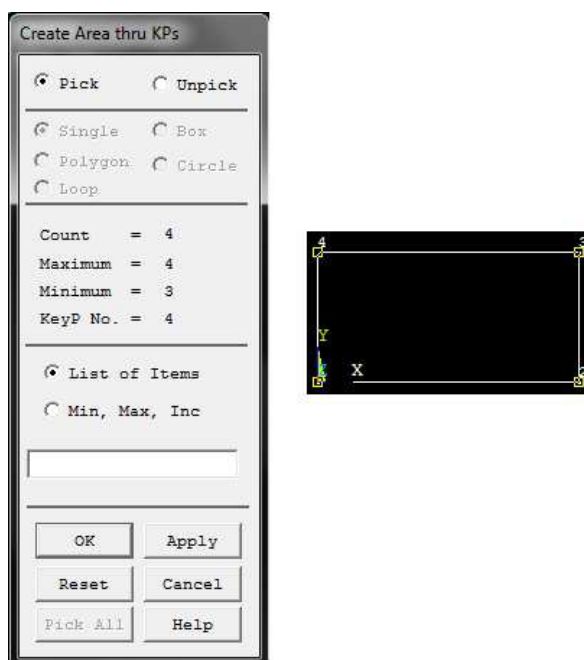 Create Area thru KPs
Pick Unpick
Single Box
Polygon Circle
Loop
Count = 4
Maximum = 4
Minimum = 3
KeyP No. = 4
List of Items
Min, Max, Inc
OK Apply
Reset Cancel
Pick All Help
4 3
Y
X